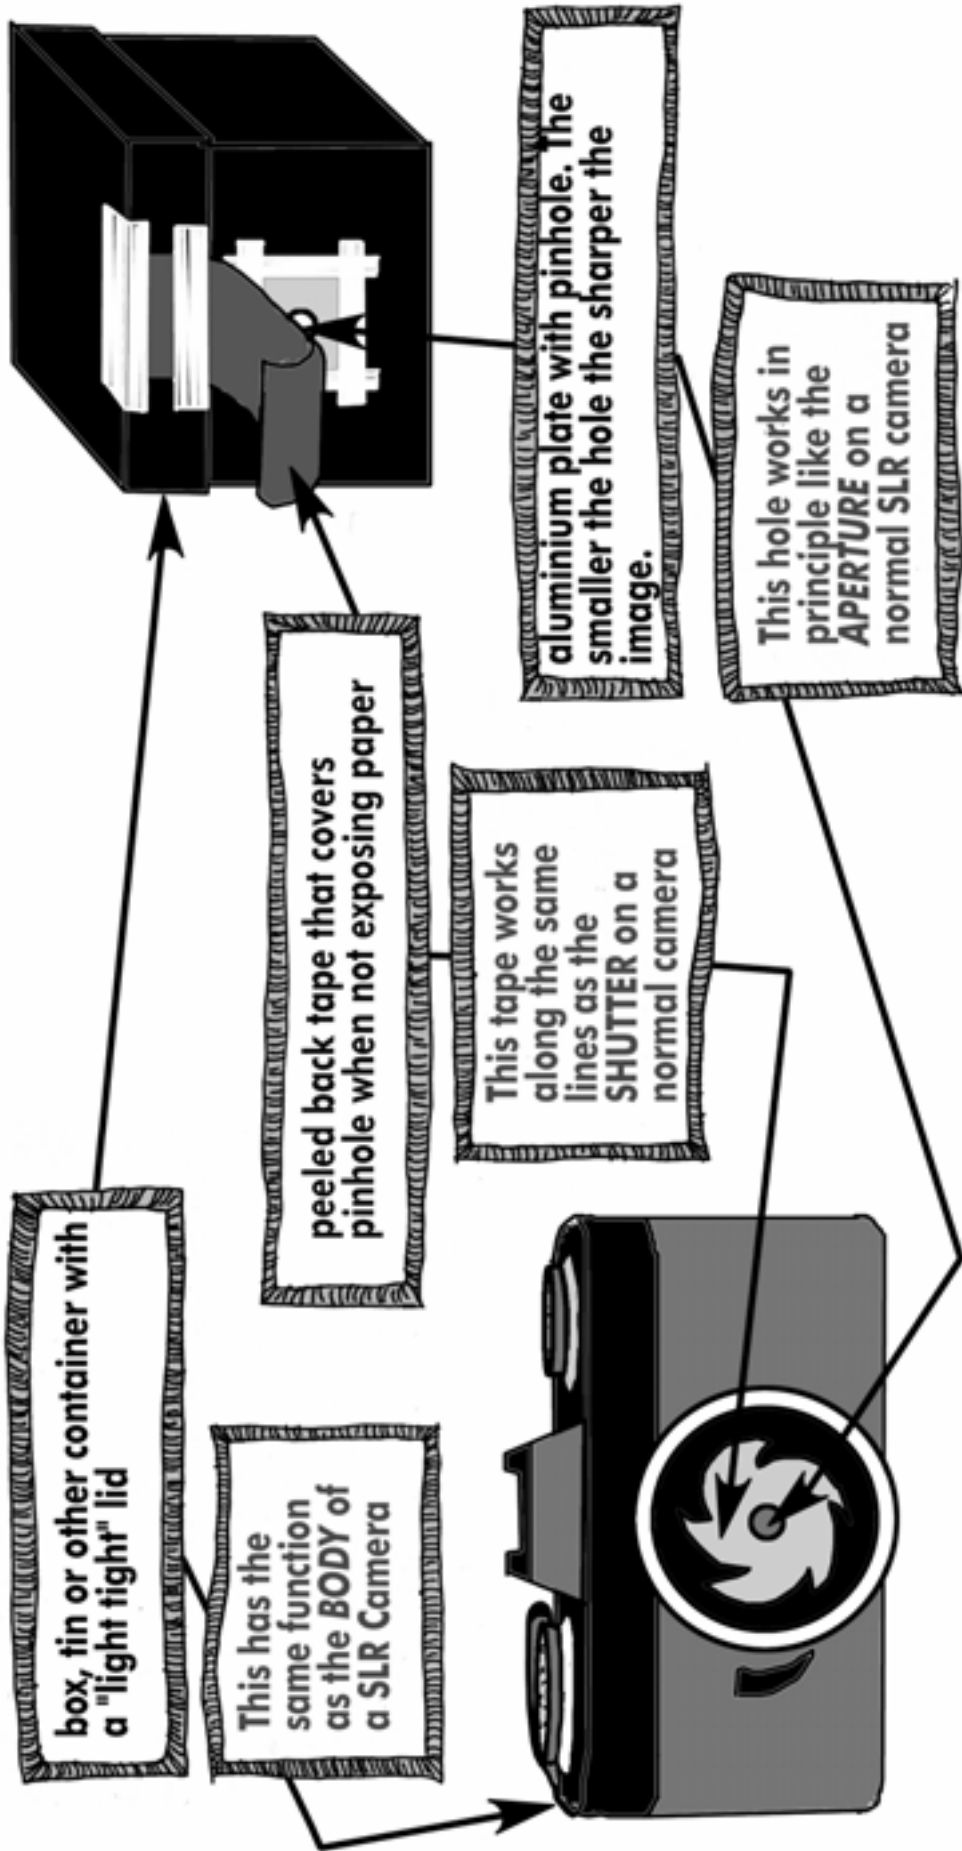 box, tin or other container with
a "light tight" lid
This has the
same function
as the BODY of
a SLR Camera
peeled back tape that covers
pinhole when not exposing paper
This tape works
along the same
lines as the
SHUTTER on a
normal camera
aluminium plate with pinhole. The
smaller the hole the sharper the
image.
This hole works in
principle like the
APERTURE on a
normal SLR camera